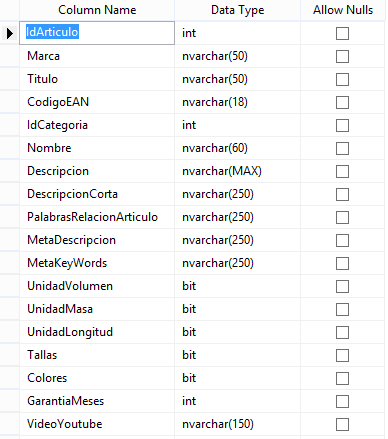 Column Name Data Type Allow Nulls
IdArticulo int
Marca nvarchar(50)
Titulo nvarchar(50)
CodigoEAN nvarchar(18)
IdCategoria int
Nombre nvarchar(60)
Descripcion nvarchar(MAX)
DescripcionCorta nvarchar(250)
PalabrasRelacionArticulo nvarchar(250)
MetaDescripcion nvarchar(250)
MetaKeyWords nvarchar(250)
UnidadVolumen bit
UnidadMasa bit
UnidadLongitud bit
Tallas bit
Colores bit
GarantiaMeses int
VideoYoutube nvarchar(150)